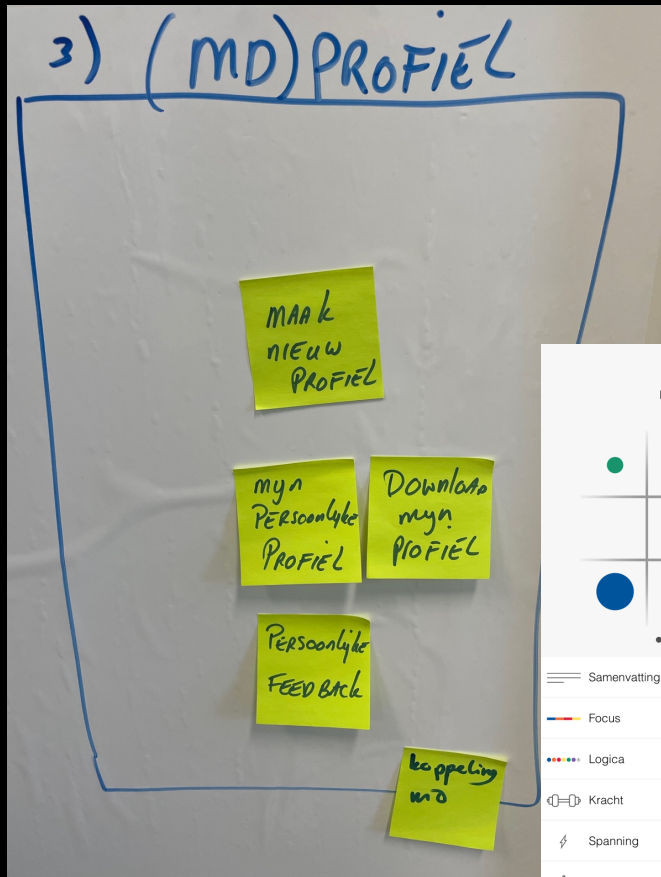 3) (MD) PROFIEL
MAAK
NIEUW
PROFIEL
Myn
PERSOONlyke
PROFIEL
DOWNLOAD
myn
PROFIEL
PERSOONlyke
FEEDBACK
koppeling
MD
Samenvatting
Focus
Logica
Kracht
Spanning